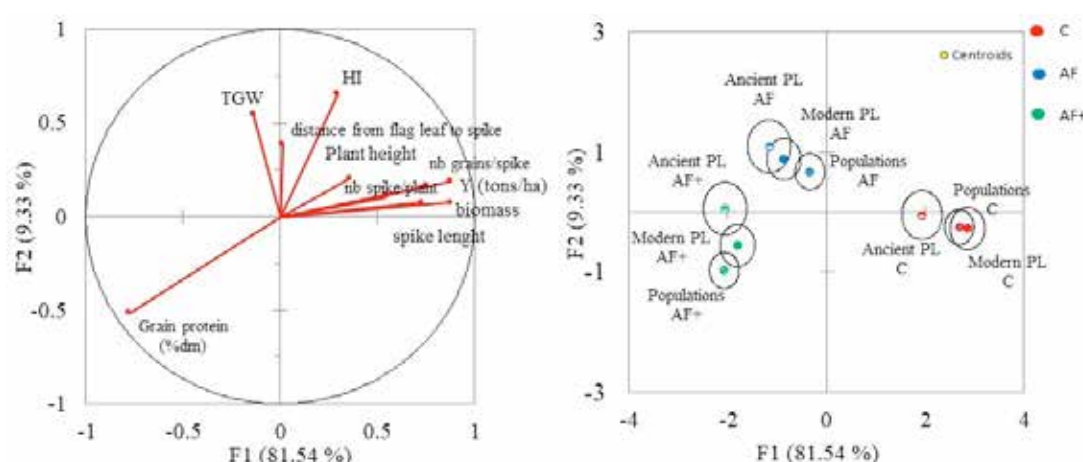 1
0.5
0
-0.5
-1
F2 (9.33 %)
TGW
HI
distance from flag leaf to spike
Plant height
nb grains/spike
nb spike/plant
Y (tons/ha)
biomass
spike lenght
Grain protein
(%dm)
-1 -0.5 0 0.5 1
F1 (81.54 %)
3
1
-1
-3
F2 (9.33 %)
Centroids
C
AF
AF+
Ancient PL
AF
Modern PL
AF
Populations
AF
Ancient PL
AF+
Modern PL
AF+
Populations
AF+
Populations
C
Ancient PL
C
Modern PL
C
-4 -2 0 2 4
F1 (81.54 %)